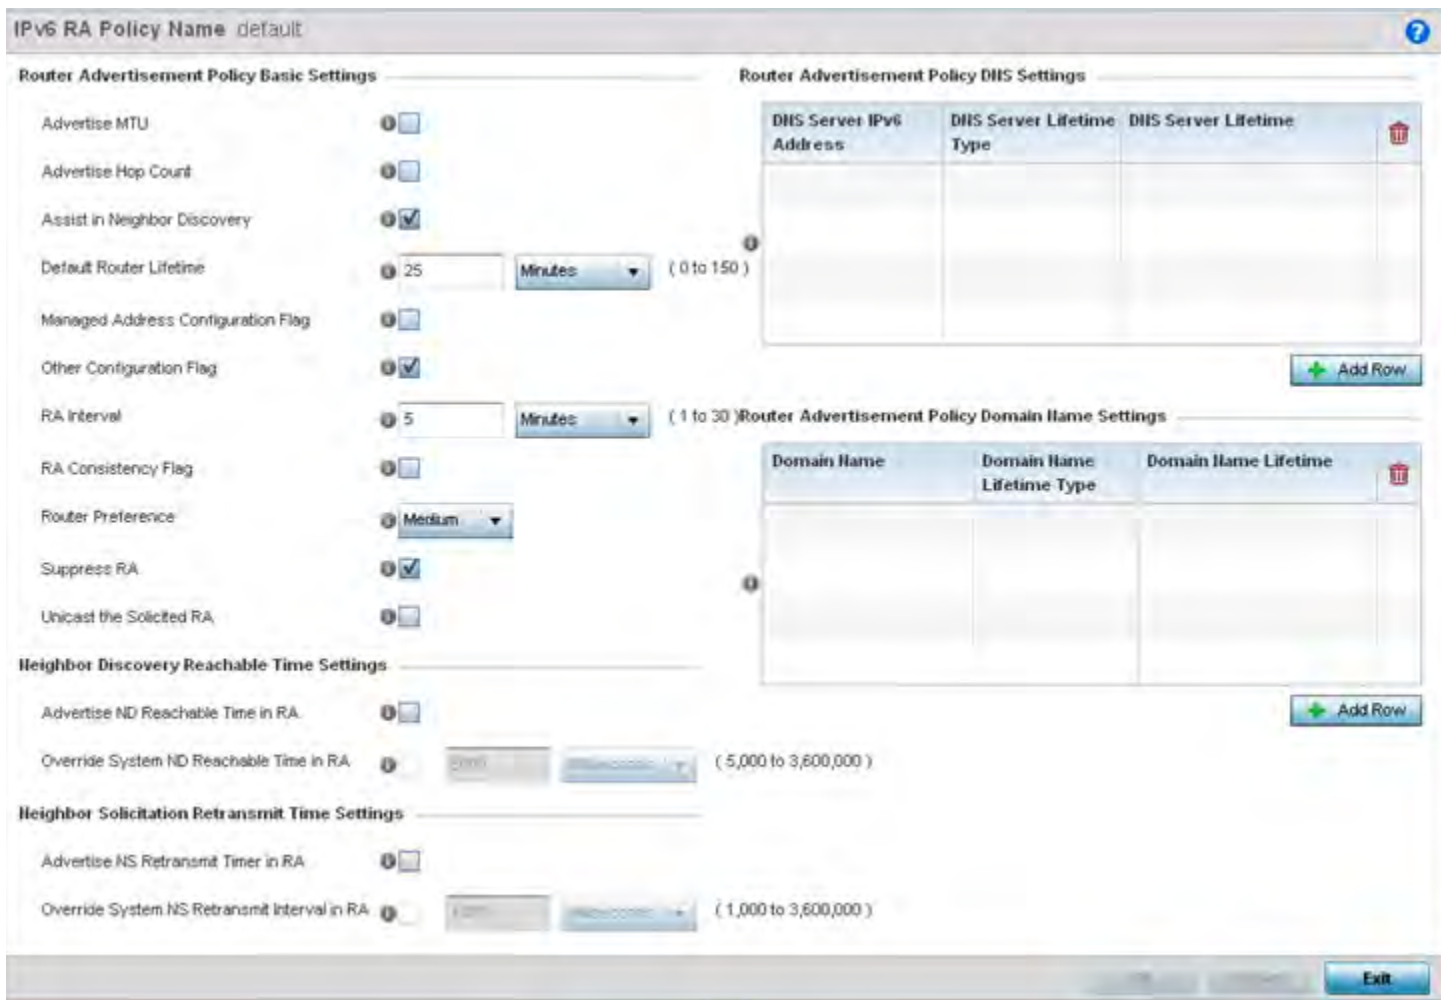 IPv6 RA Policy Name default
Router Advertisement Policy Basic Settings
Advertise MTU
Advertise Hop Count
Assist in Neighbor Discovery
Default Router Lifetime 25 Minutes ( 0 to 150 )
Managed Address Configuration Flag
Other Configuration Flag
RA Interval 5 Minutes ( 1 to 30 )
RA Consistency Flag
Router Preference Medium
Suppress RA
Unicast the Solicited RA
Neighbor Discovery Reachable Time Settings
Advertise ND Reachable Time in RA
Override System ND Reachable Time in RA ( 5,000 to 3,600,000 )
Neighbor Solicitation Retransmit Time Settings
Advertise NS Retransmit Timer in RA
Override System NS Retransmit Interval in RA ( 1,000 to 3,600,000 )
Router Advertisement Policy DNS Settings
DNS Server IPv6 Address
DNS Server Lifetime Type
DNS Server Lifetime
Add Row
Router Advertisement Policy Domain Name Settings
Domain Name
Domain Name Lifetime Type
Domain Name Lifetime
Add Row
Exit